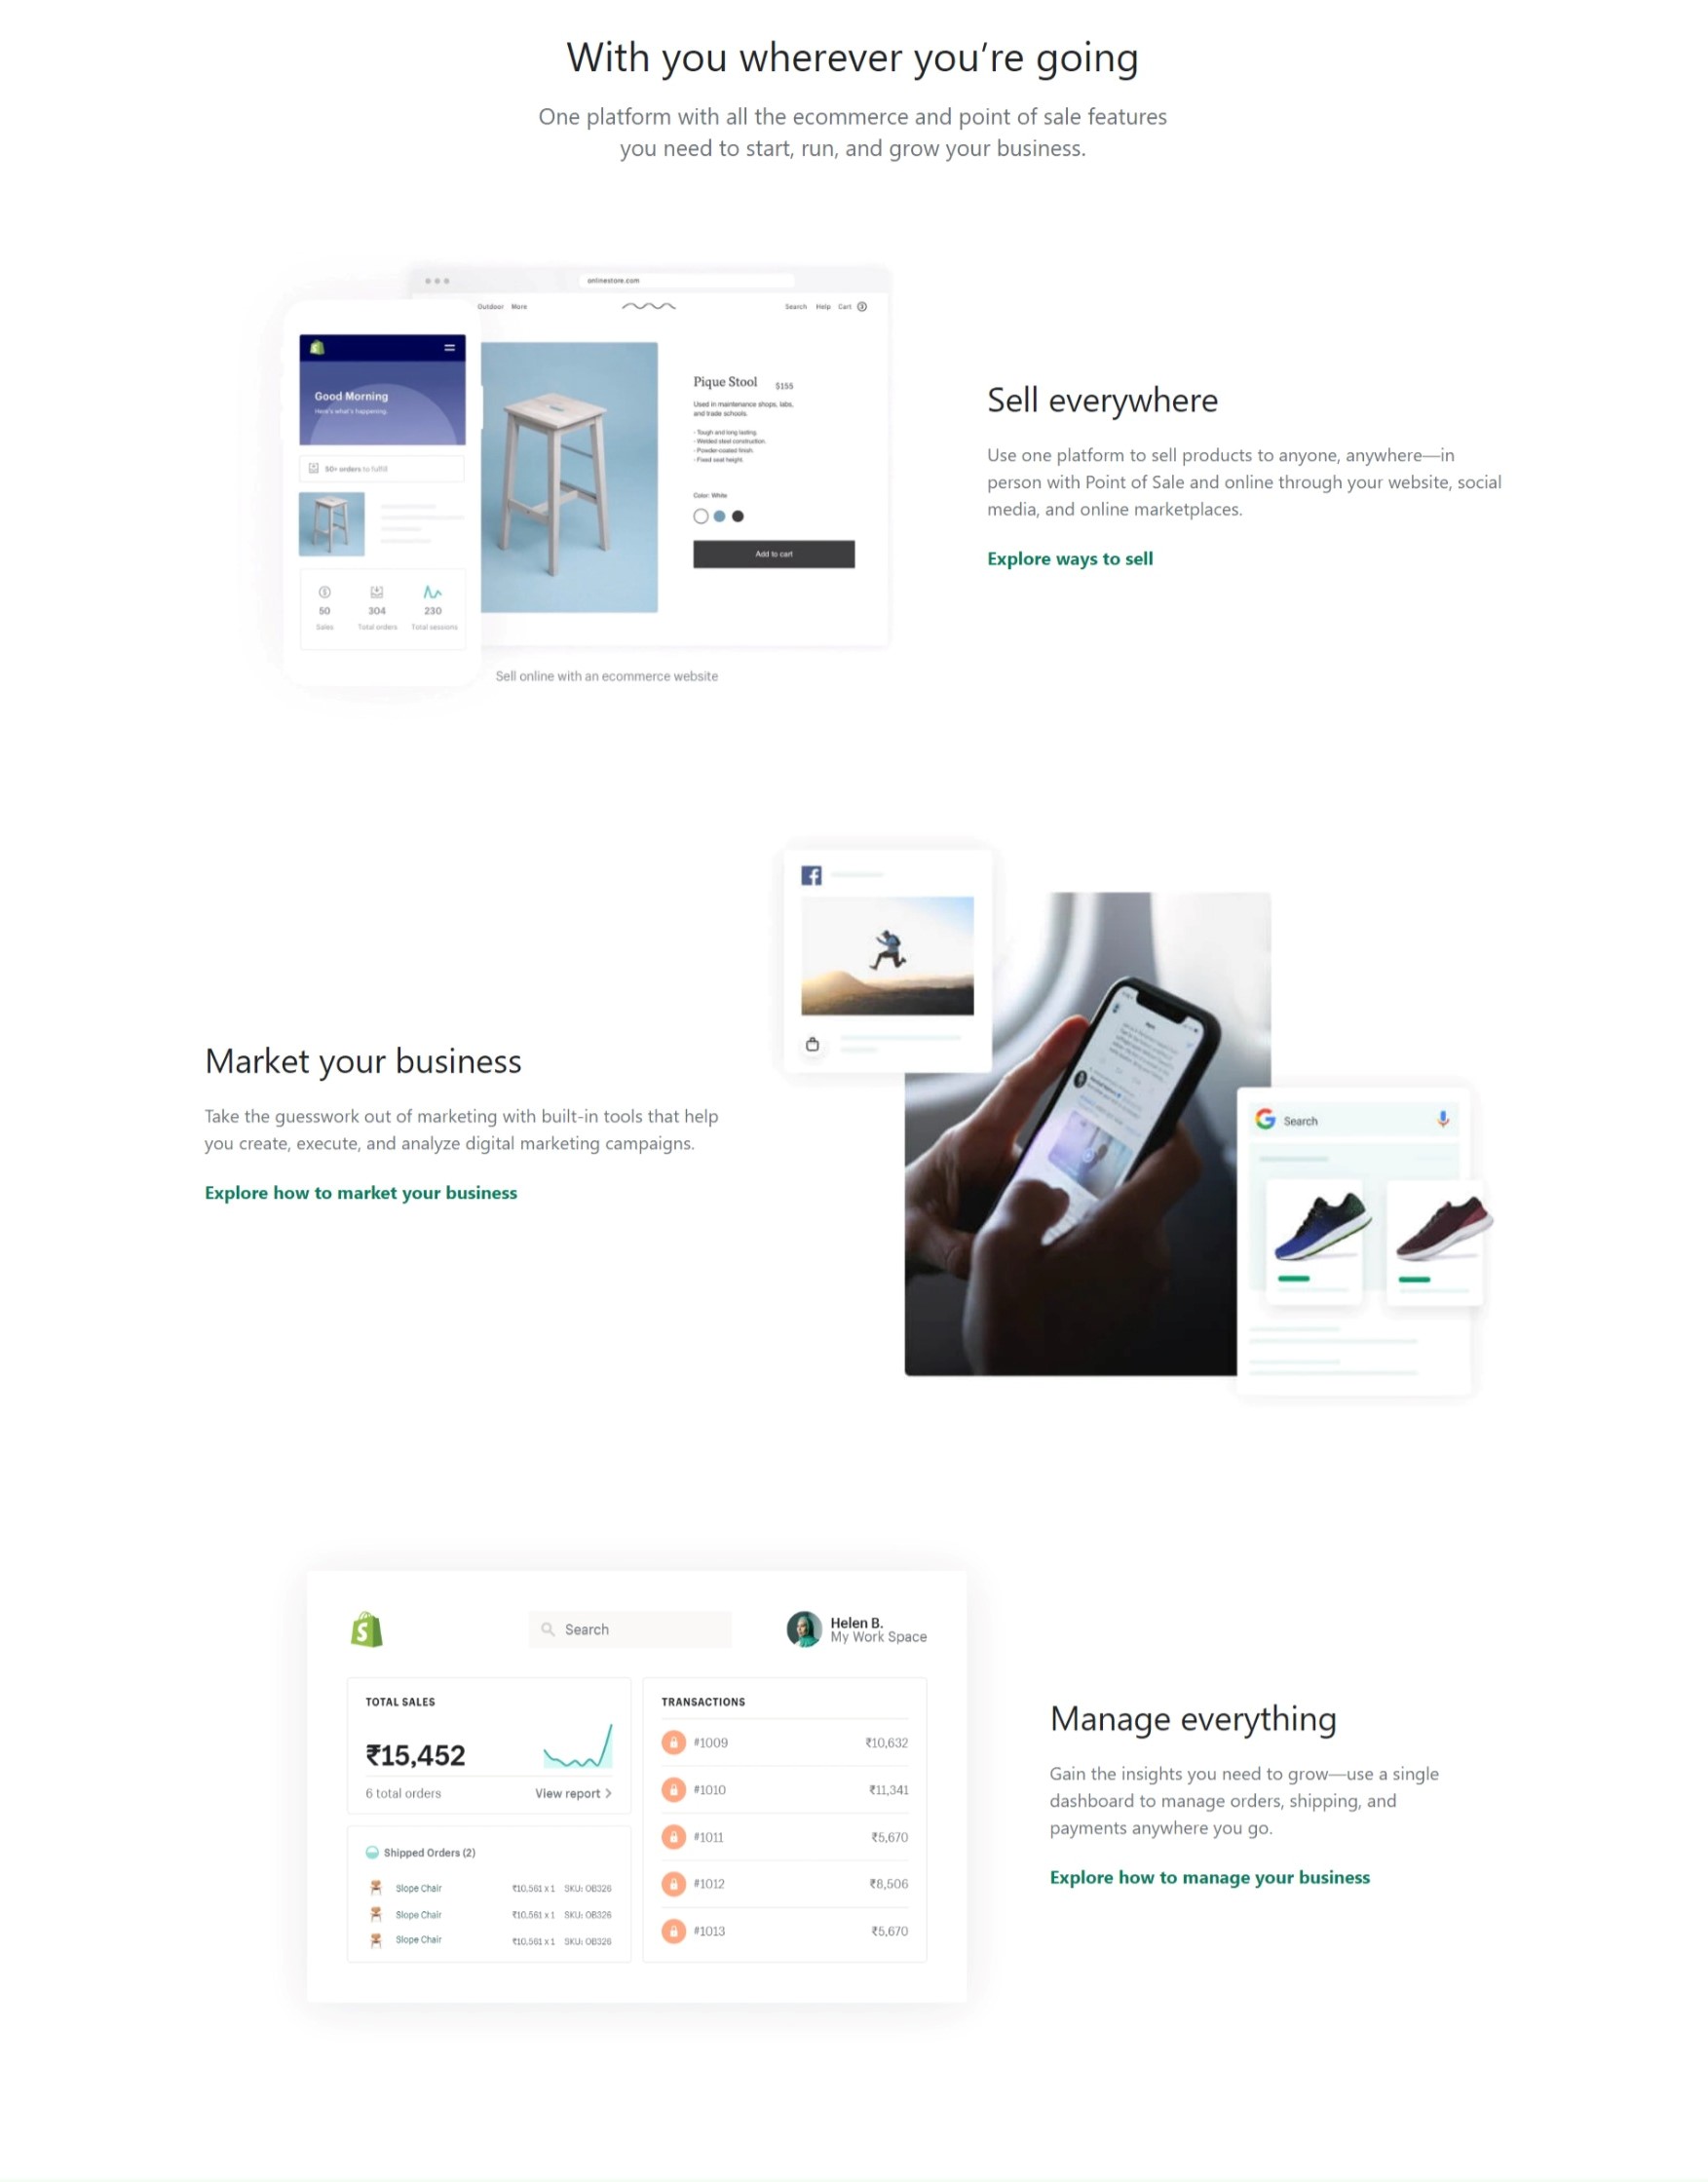 With you wherever you’re going
One platform with all the ecommerce and point of sale features
you need to start, run, and grow your business.
onlinestore.com
Outdoor More
Search Help Cart 3
Good Morning
Here's what's happening.
50+ orders to fulfill
50
Sales
304
Total orders
230
Total sessions
Pique Stool $155
Used in maintenance shops, labs,
and trade schools.
- Tough and long lasting.
- Welded steel construction.
- Powder-coated finish.
- Fixed seat height.
Color: White
Add to cart
Sell online with an ecommerce website
Sell everywhere
Use one platform to sell products to anyone, anywhere—in
person with Point of Sale and online through your website, social
media, and online marketplaces.
Explore ways to sell
Market your business
Take the guesswork out of marketing with built-in tools that help
you create, execute, and analyze digital marketing campaigns.
Explore how to market your business
Search
Search
Helen B.
My Work Space
TOTAL SALES
₹15,452
6 total orders
View report >
Shipped Orders (2)
Slope Chair ₹10,561 x 1 SKU: OB326
Slope Chair ₹10,561 x 1 SKU: OB326
Slope Chair ₹10,561 x 1 SKU: OB326
TRANSACTIONS
#1009 ₹10,632
#1010 ₹11,341
#1011 ₹5,670
#1012 ₹8,506
#1013 ₹5,670
Manage everything
Gain the insights you need to grow—use a single
dashboard to manage orders, shipping, and
payments anywhere you go.
Explore how to manage your business